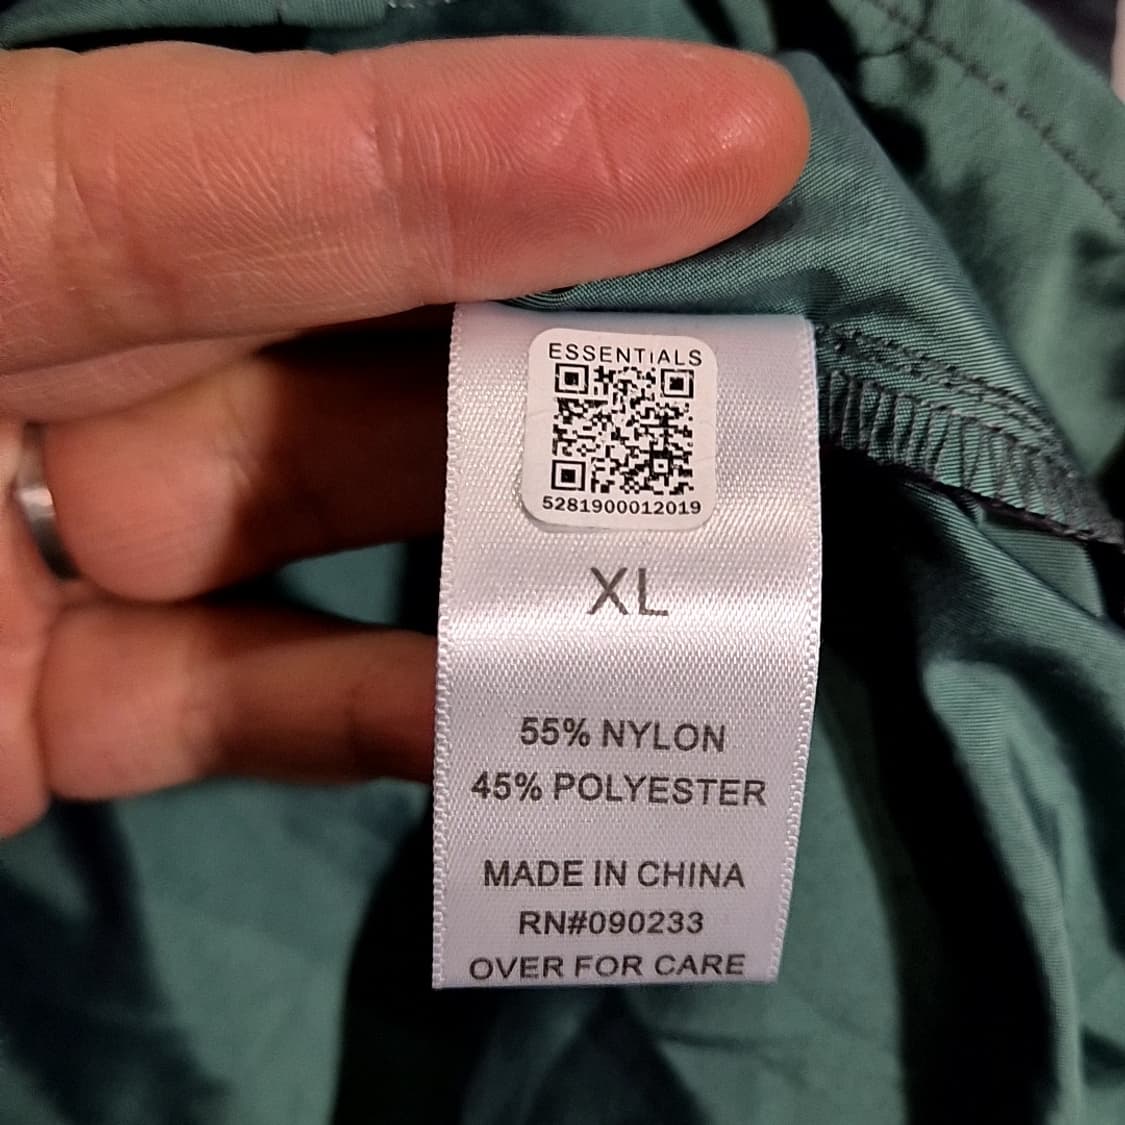 ESSENTiALS
5281900012019
XL
55% NYLON
45% POLYESTER
MADE IN CHINA
RN#090233
OVER FOR CARE